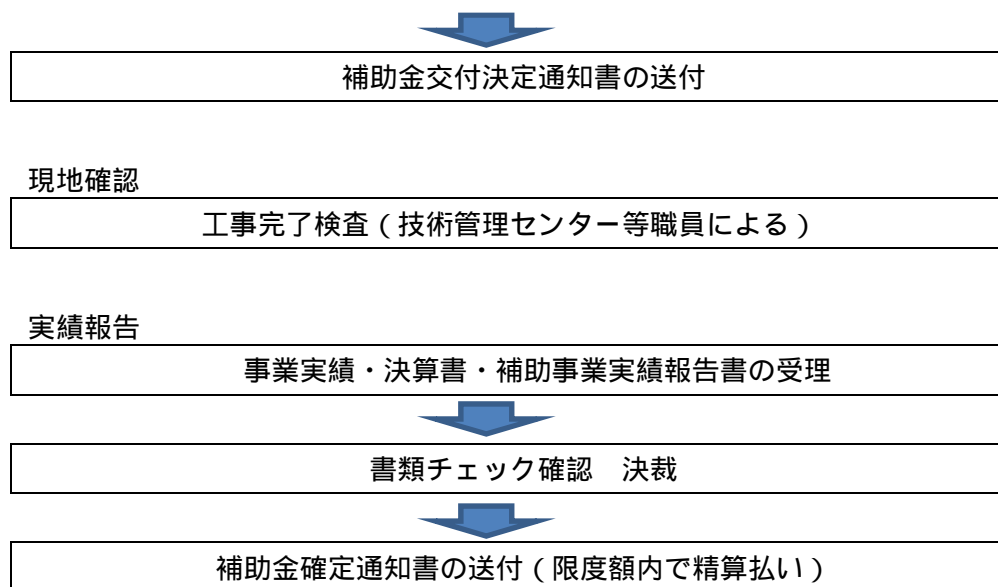 補助金交付決定通知書の送付
現地確認
工事完了検査（技術管理センター等職員による）
実績報告
事業実績・決算書・補助事業実績報告書の受理
書類チェック確認　決裁
補助金確定通知書の送付（限度額内で精算払い）